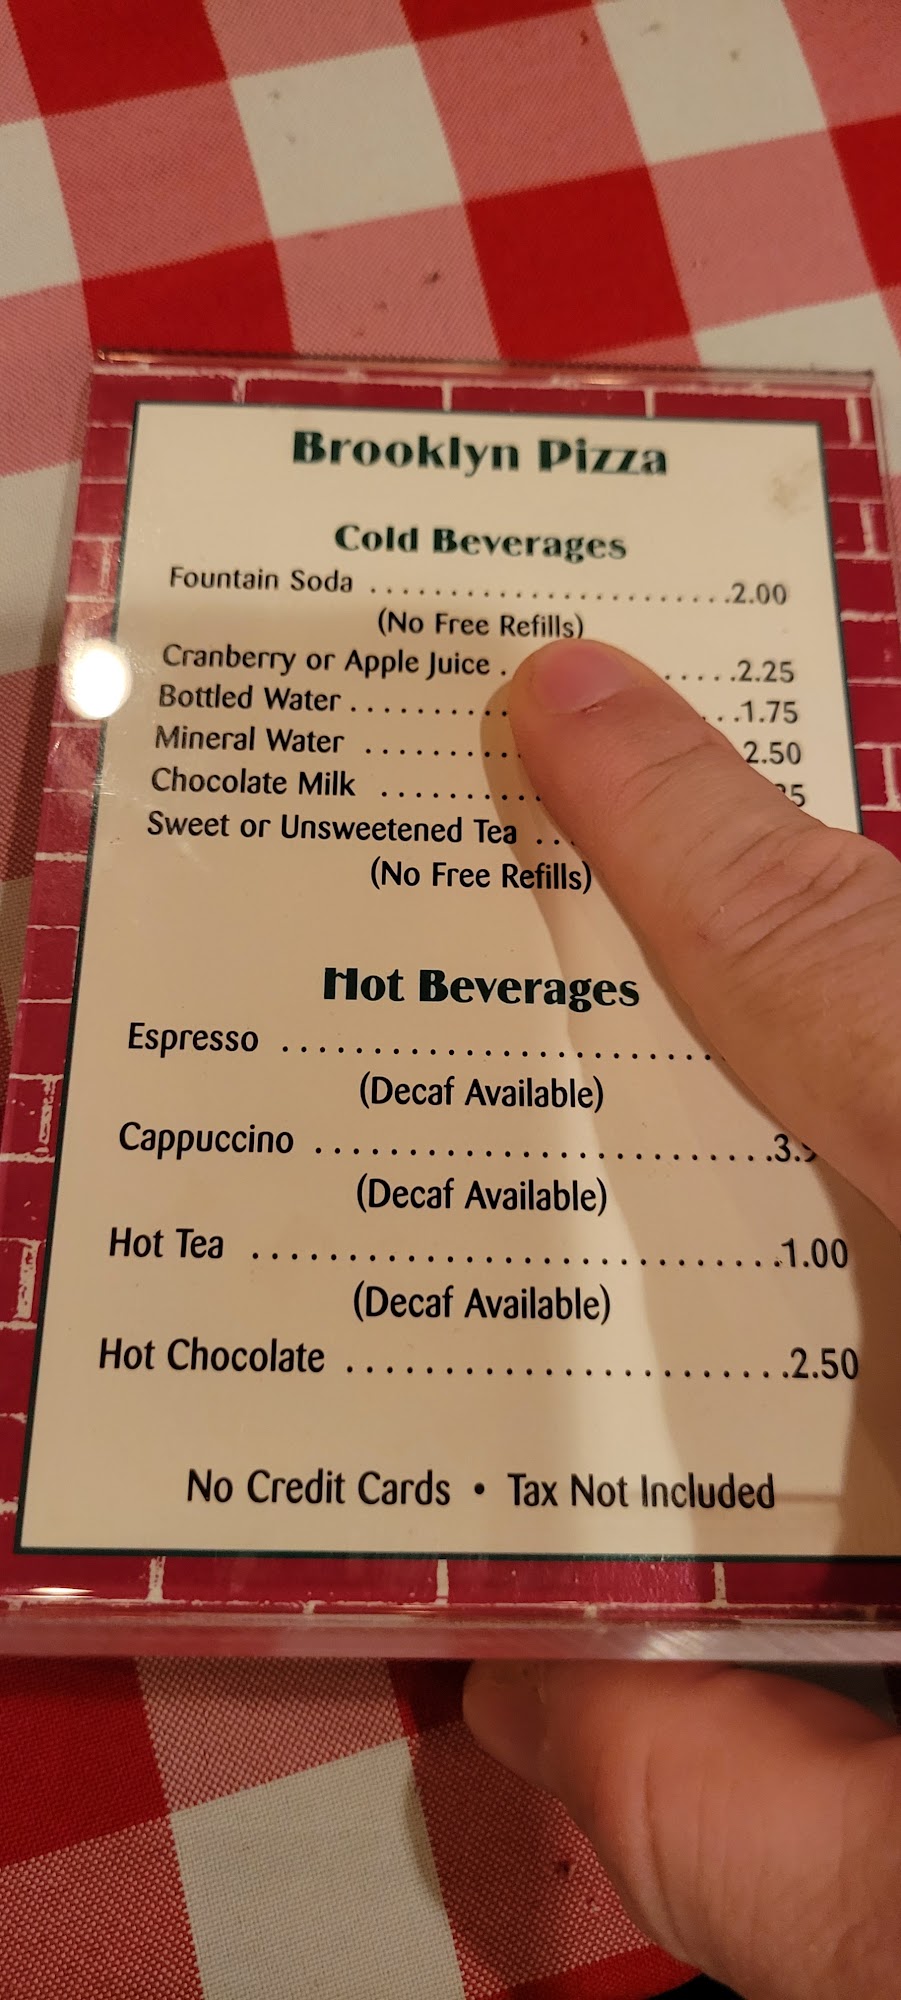 Brooklyn Pizza
Cold Beverages
Fountain Soda ........................2.00
(No Free Refills)
Cranberry or Apple Juice . .....2.25
Bottled Water ......... ...1.75
Mineral Water ......... 2.50
Chocolate Milk .........
Sweet or Unsweetened Tea ...
(No Free Refills)
Hot Beverages
Espresso ........................
(Decaf Available)
Cappuccino .........................
(Decaf Available)
Hot Tea .............................1.00
(Decaf Available)
Hot Chocolate ........................2.50
No Credit Cards • Tax Not Included